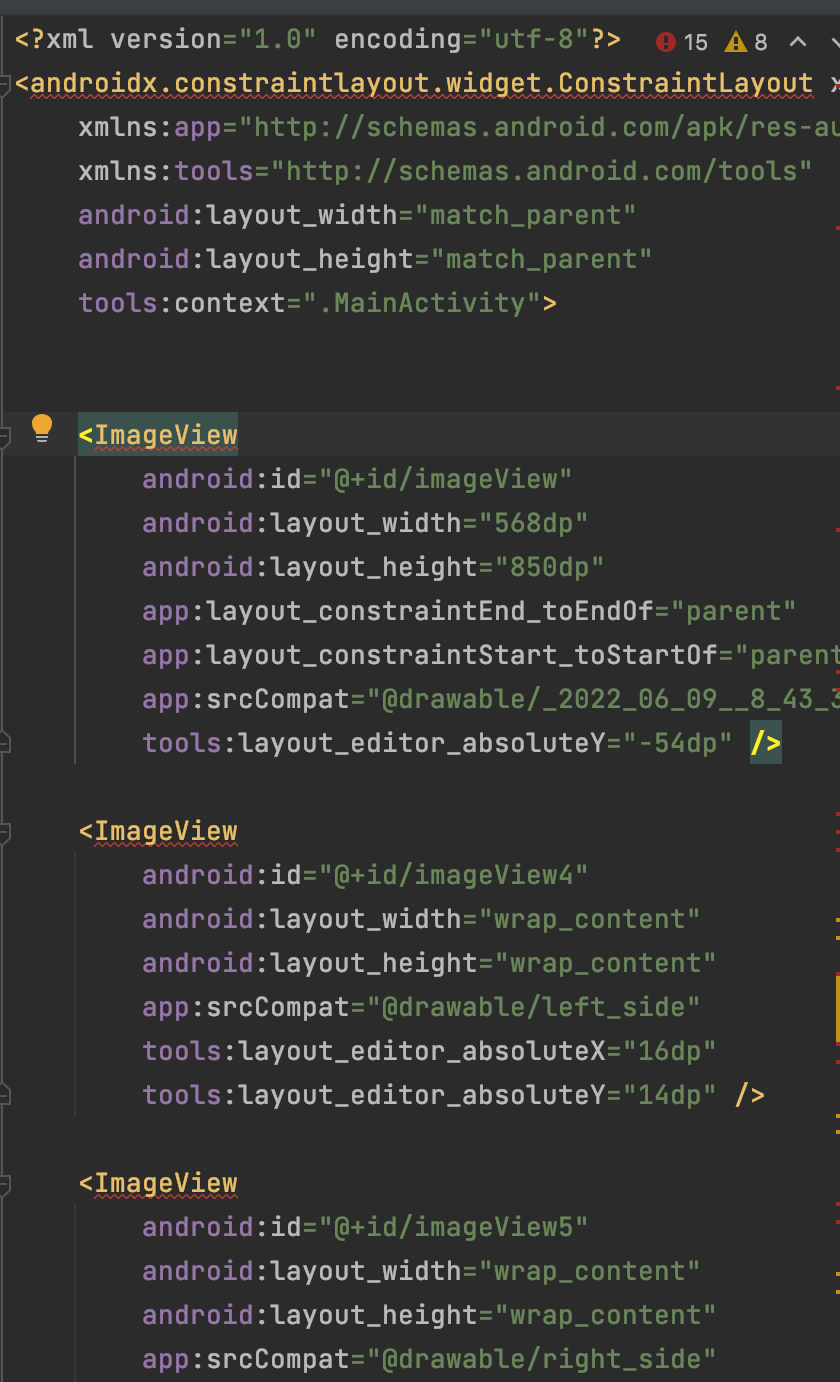 <?xml version="1.0" encoding="utf-8"?> 15 8
<androidx.constraintlayout.widget.ConstraintLayout
xmlns:app="http://schemas.android.com/apk/res-au
xmlns:tools="http://schemas.android.com/tools"
android:layout_width="match_parent"
android:layout_height="match_parent"
tools:context=".MainActivity">
<ImageView
android:id="@+id/imageView"
android:layout_width="568dp"
android:layout_height="850dp"
app:layout_constraintEnd_toEndOf="parent"
app:layout_constraintStart_toStartOf="parent
app:srcCompat="@drawable/_2022_06_09__8_43_3
tools:layout_editor_absoluteY="-54dp" />
<ImageView
android:id="@+id/imageView4"
android:layout_width="wrap_content"
android:layout_height="wrap_content"
app:srcCompat="@drawable/left_side"
tools:layout_editor_absoluteX="16dp"
tools:layout_editor_absoluteY="14dp" />
<ImageView
android:id="@+id/imageView5"
android:layout_width="wrap_content"
android:layout_height="wrap_content"
app:srcCompat="@drawable/right_side"